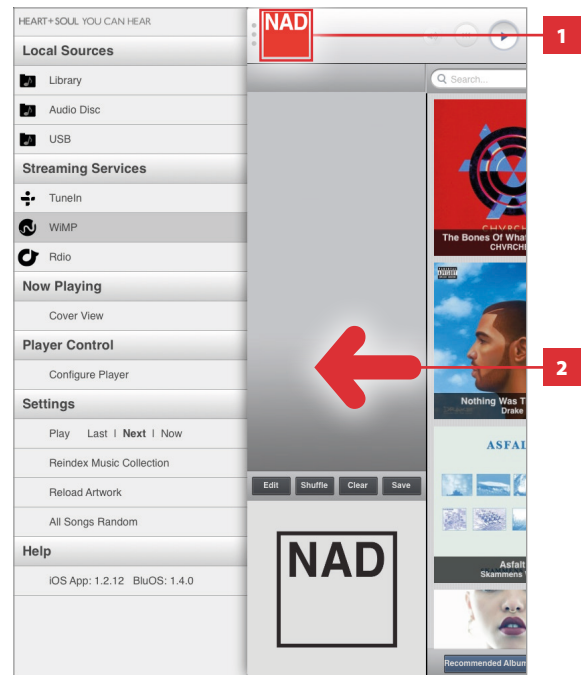 HEART+SOUL YOU CAN HEAR
Local Sources
Library
Audio Disc
USB
Streaming Services
TuneIn
WiMP
Rdio
Now Playing
Cover View
Player Control
Configure Player
Settings
Play Last | Next | Now
Reindex Music Collection
Reload Artwork
All Songs Random
Help
iOS App: 1.2.12 BluOS: 1.4.0
NAD
1
Search...
CHVRCH
The Bones Of What
CHVRCHE
2
Nothing Was T
Drake
ASFAL
Edit Shuffle Clear Save
NAD
Asfalt
Skammens
Recommended Album